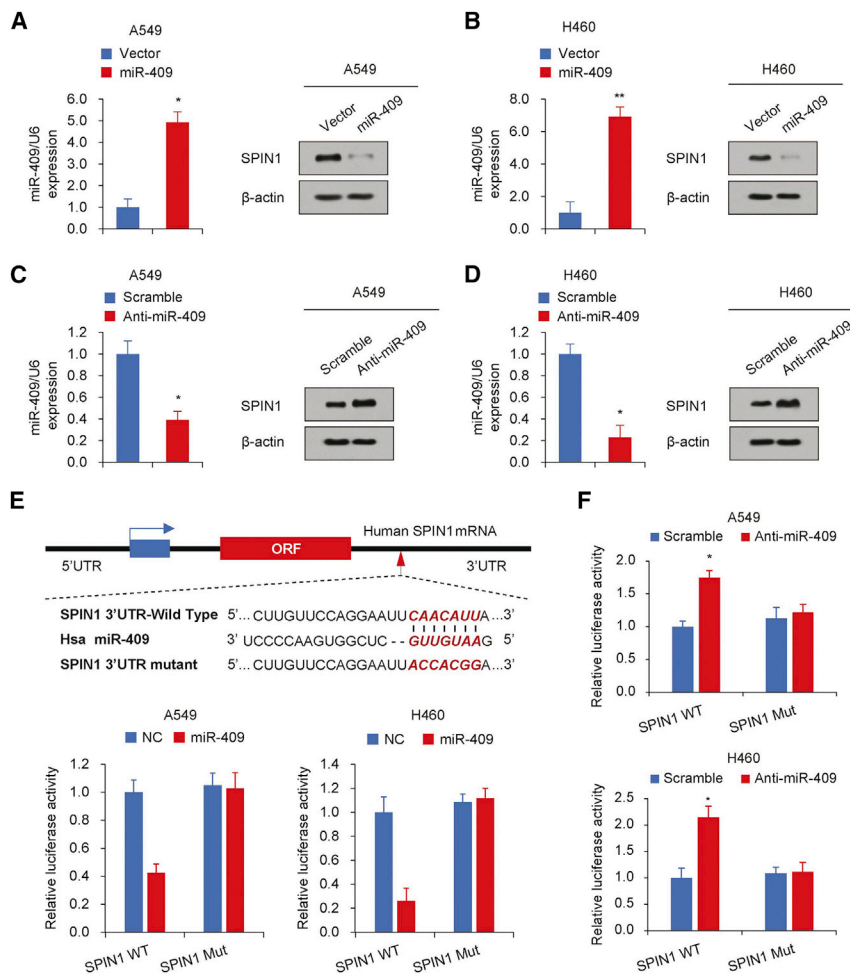 A
A549
Vector
miR-409
miR-409/U6
expression
6.0
5.0
4.0
3.0
2.0
1.0
0.0
*
A549
Vector
miR-409
SPIN1
β-actin
B
H460
Vector
miR-409
miR-409/U6
expression
8.0
6.0
4.0
2.0
0.0
**
H460
Vector
miR-409
SPIN1
β-actin
C
A549
Scramble
Anti-miR-409
miR-409/U6
expression
1.2
1.0
0.8
0.6
0.4
0.2
0.0
*
A549
Scramble
Anti-miR-409
SPIN1
β-actin
D
H460
Scramble
Anti-miR-409
miR-409/U6
expression
1.2
1.0
0.8
0.6
0.4
0.2
0.0
*
H460
Scramble
Anti-miR-409
SPIN1
β-actin
E
Human SPIN1 mRNA
ORF
5'UTR
3'UTR
SPIN1 3'UTR-Wild Type 5'... CUUGUUCCAGGAAUUCAACAUUA...3'
Hsa miR-409 3' UCCCCAAGUGGCUC--GUUGUAAG 5'
SPIN1 3'UTR mutant 5'... CUUGUUCCAGGAAUUACCACGGA...3'
A549
NC miR-409
Relative luciferase activity
1.2
1.0
0.8
0.6
0.4
0.2
0.0
SPIN1 WT
SPIN1 Mut
H460
NC miR-409
Relative luciferase activity
1.4
1.2
1.0
0.8
0.6
0.4
0.2
0.0
SPIN1 WT
SPIN1 Mut
F
A549
Scramble Anti-miR-409
Relative luciferase activity
2.0
1.5
1.0
0.5
0.0
*
SPIN1 WT
SPIN1 Mut
H460
Scramble Anti-miR-409
Relative luciferase activity
2.5
2.0
1.5
1.0
0.5
0.0
*
SPIN1 WT
SPIN1 Mut